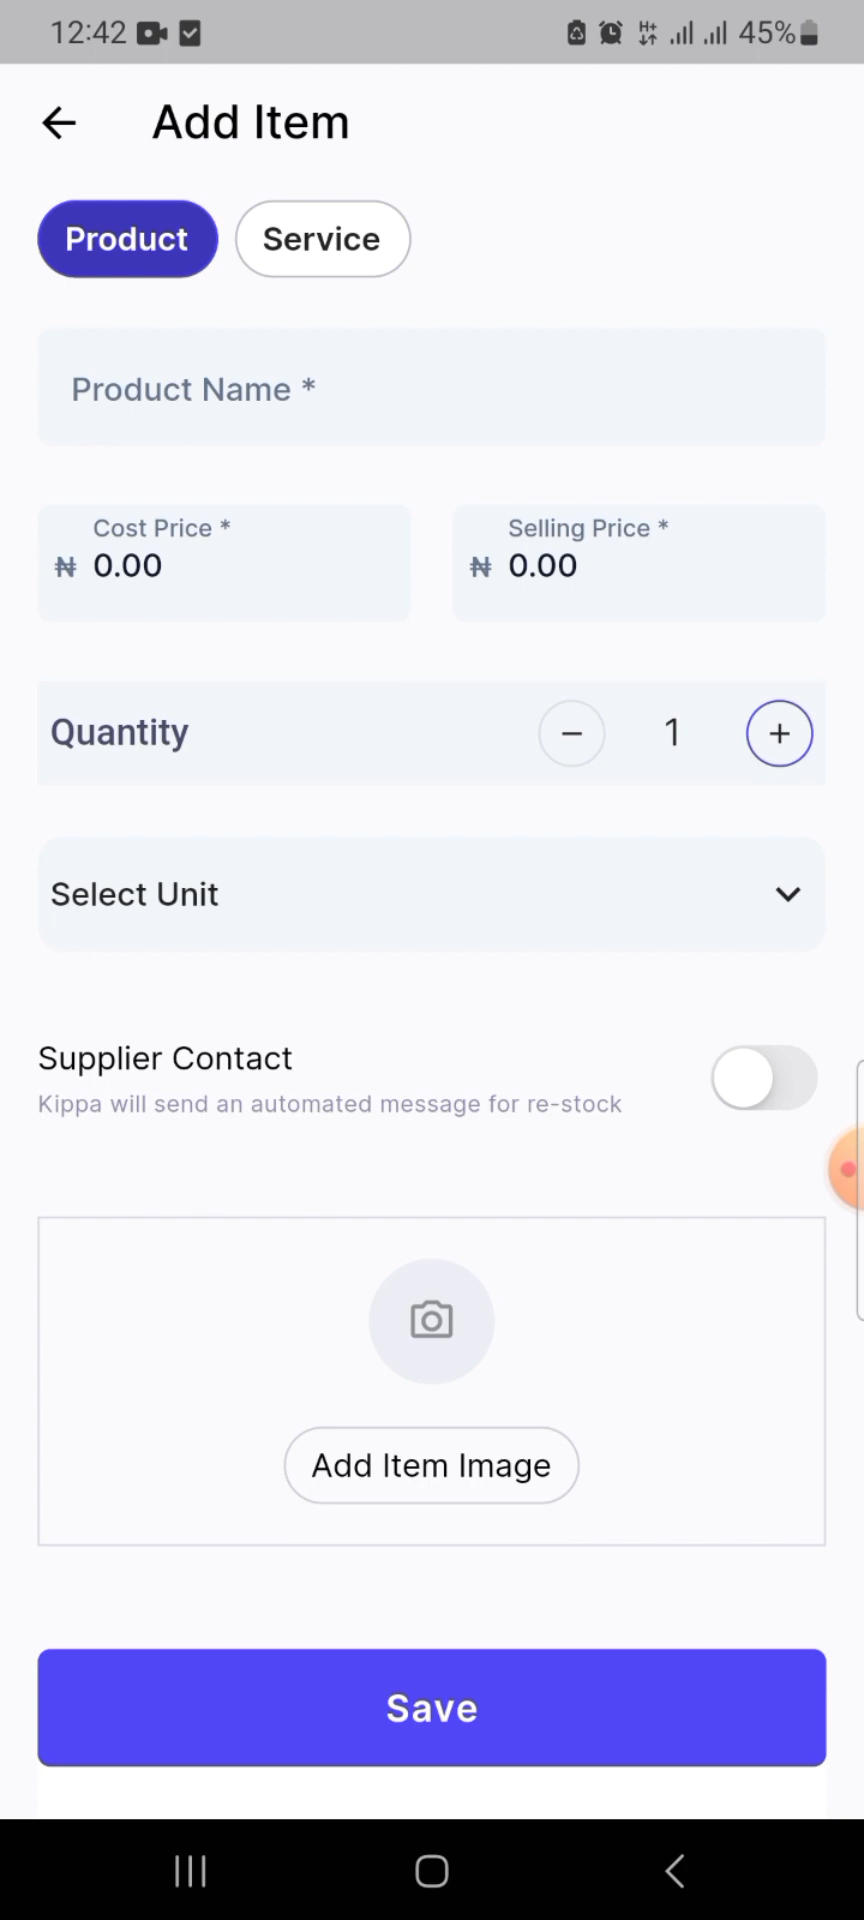 12:42 45%
Add Item
Product Service
Product Name *
Cost Price * Selling Price *
₦ 0.00 ₦ 0.00
Quantity − 1 +
Select Unit
Supplier Contact
Kippa will send an automated message for re-stock
Add Item Image
Save